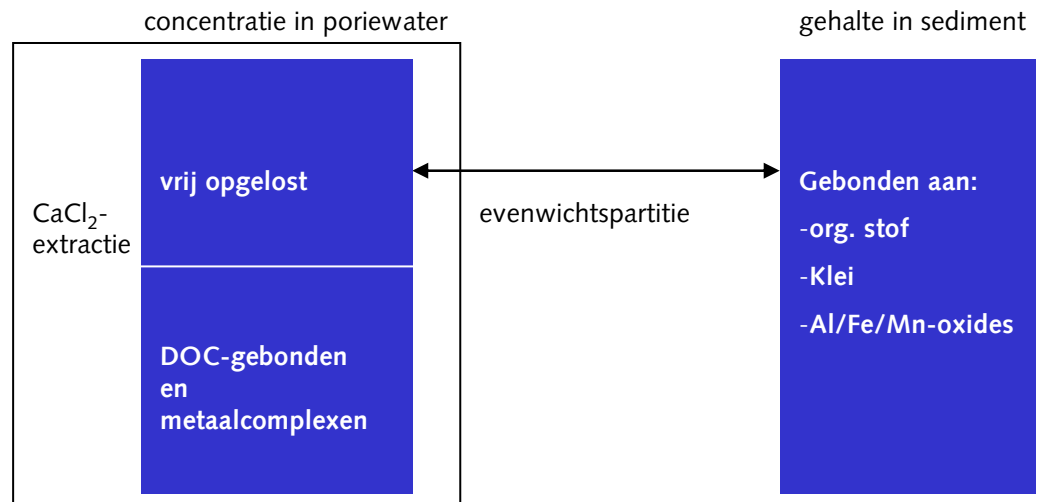 concentratie in poriewater
gehalte in sediment
CaCl₂-
extractie
vrij opgelost
DOC-gebonden
en
metaalcomplexen
evenwichtspartitie
Gebonden aan:
-org. stof
-Klei
-Al/Fe/Mn-oxides